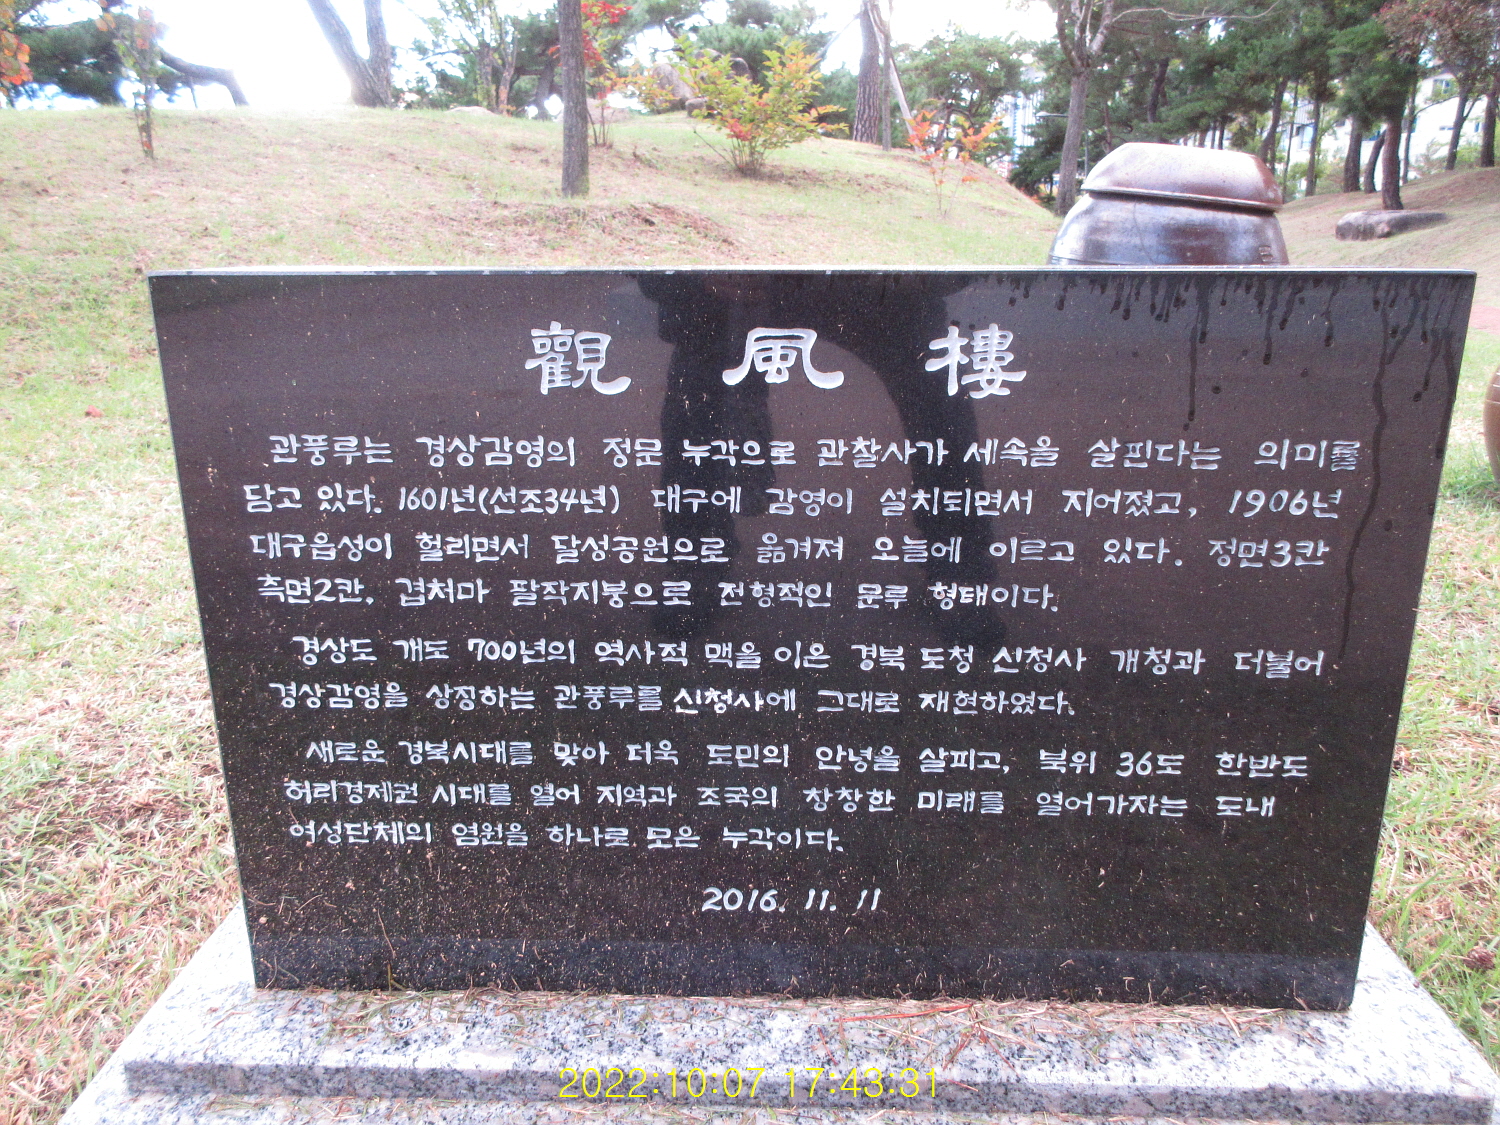 觀 風 樓
관풍루는 경상감영의 정문 누각으로 관찰사가 세속을 살핀다는 의미를
담고 있다. 1601년(선조34년) 대구에 감영이 설치되면서 지어졌고, 1906년
대구읍성이 헐리면서 달성공원으로 옮겨져 오늘에 이르고 있다. 정면3칸
측면2칸, 겹처마 팔작지붕으로 전형적인 문루 형태이다.
경상도 개도 700년의 역사적 맥을 이은 경북 도청 신청사 개청과 더불어
경상감영을 상징하는 관풍루를 신청사에 그대로 재현하였다.
새로운 경북시대를 맞아 더욱 도민의 안녕을 살피고, 북위 36도 한반도
허리경제권 시대를 열어 지역과 조국의 창창한 미래를 열어가자는 도내
여성단체의 염원을 하나로 모은 누각이다.
2016. 11. 11
2022:10:07 17:43:31